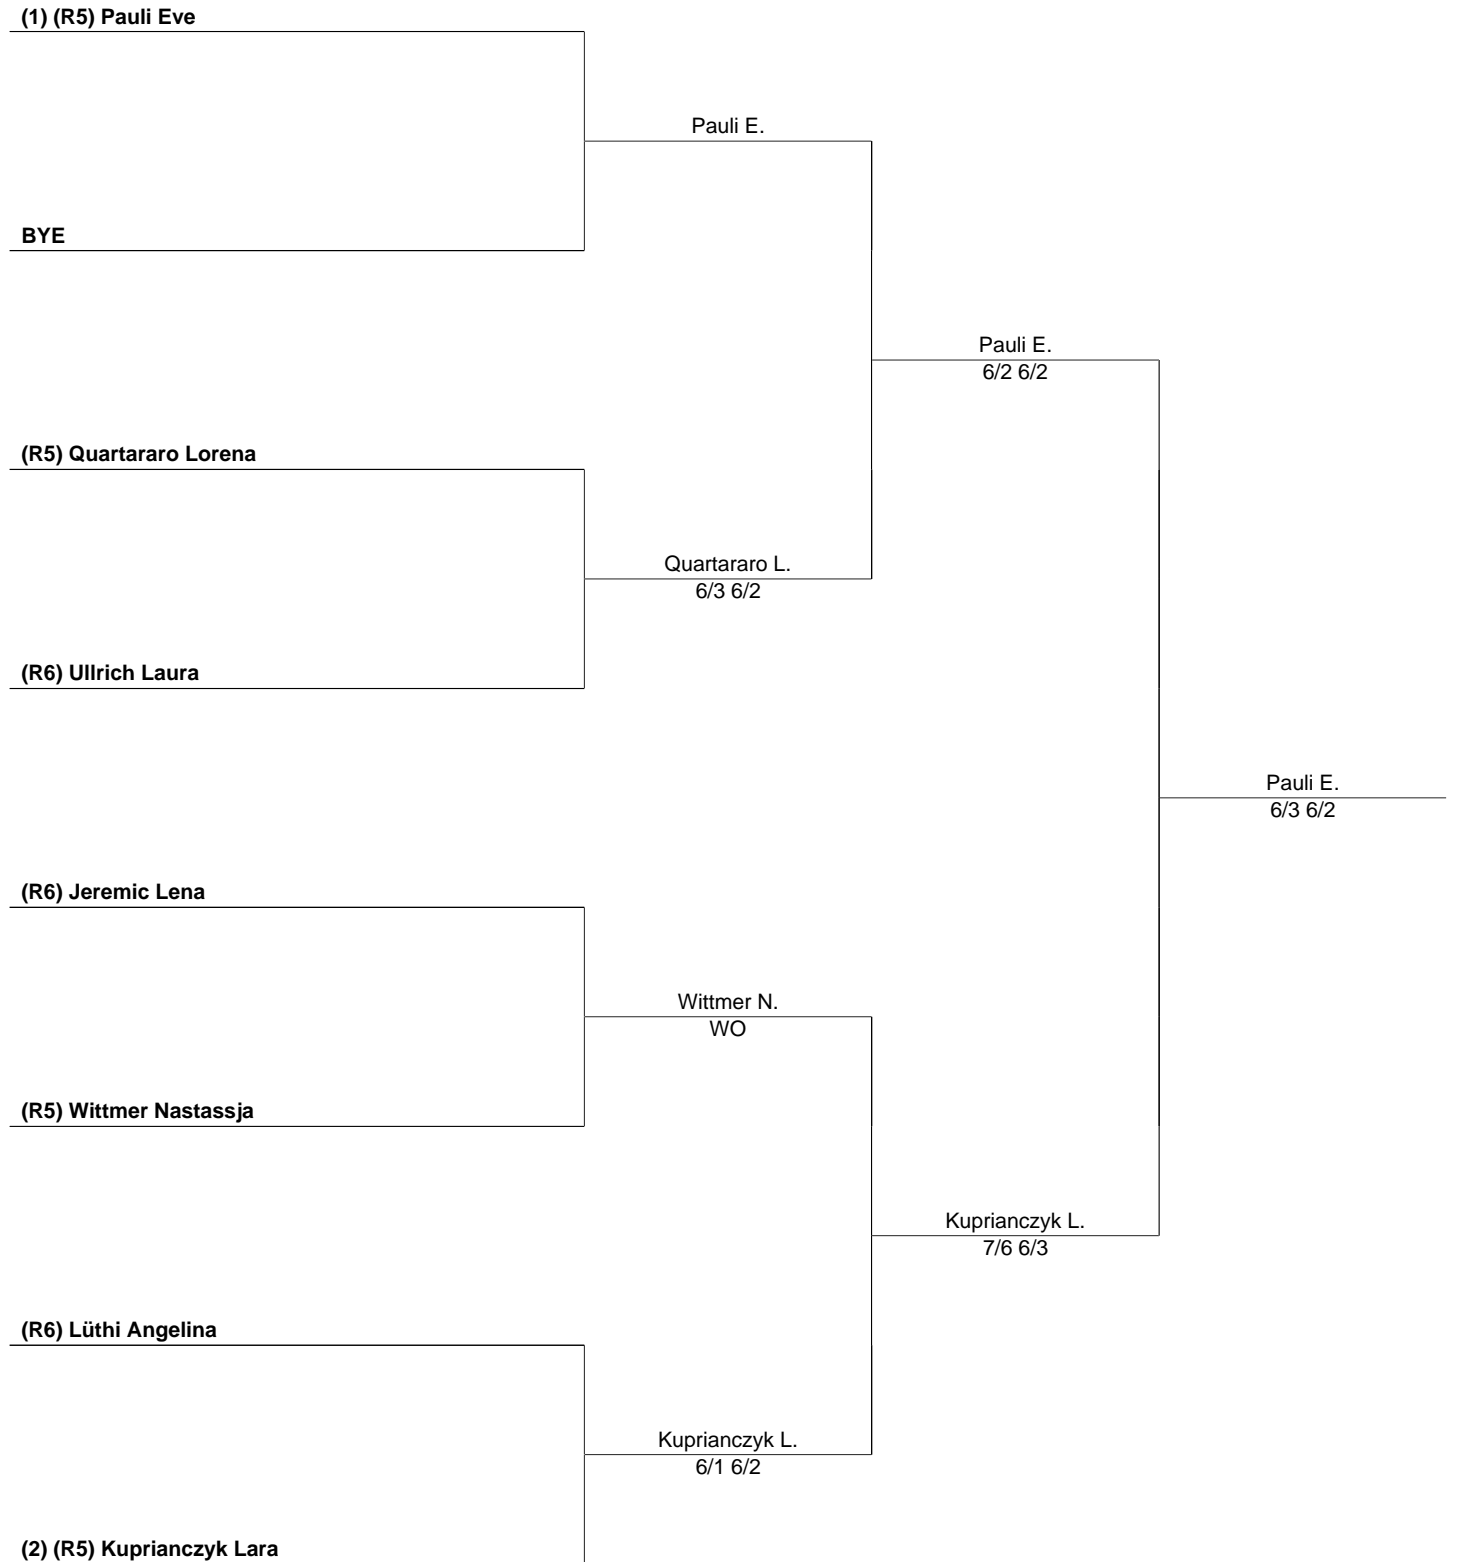 (1) (R5) Pauli Eve
Pauli E.
BYE
Pauli E.
6/2 6/2
(R5) Quartararo Lorena
Quartararo L.
6/3 6/2
(R6) Ullrich Laura
Pauli E.
6/3 6/2
(R6) Jeremic Lena
Wittmer N.
WO
(R5) Wittmer Nastassja
Kuprianczyk L.
7/6 6/3
(R6) Lüthi Angelina
Kuprianczyk L.
6/1 6/2
(2) (R5) Kuprianczyk Lara